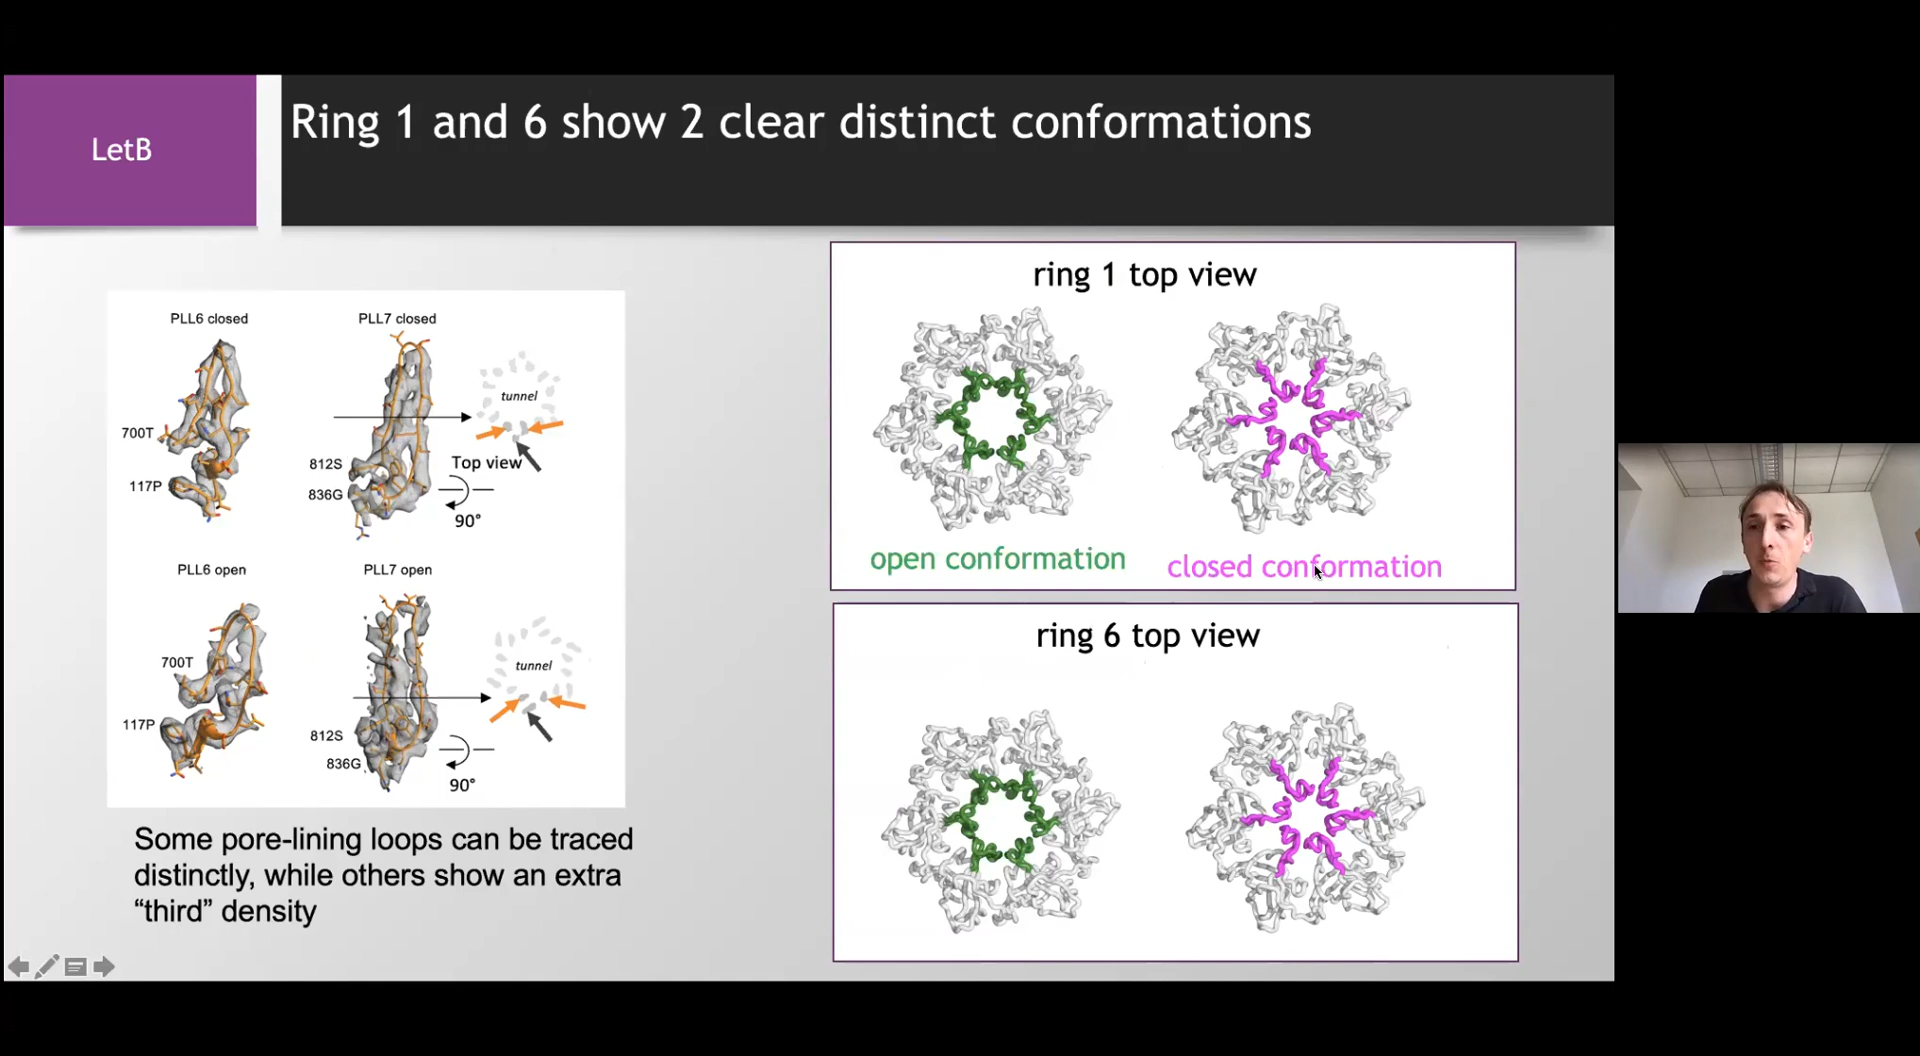 LetB
Ring 1 and 6 show 2 clear distinct conformations
PLL6 closed
PLL7 closed
tunnel
700T
812S
Top view
117P
836G
90°
PLL6 open
PLL7 open
tunnel
700T
117P
812S
836G
90°
Some pore-lining loops can be traced
distinctly, while others show an extra
“third” density
ring 1 top view
open conformation
closed conformation
ring 6 top view